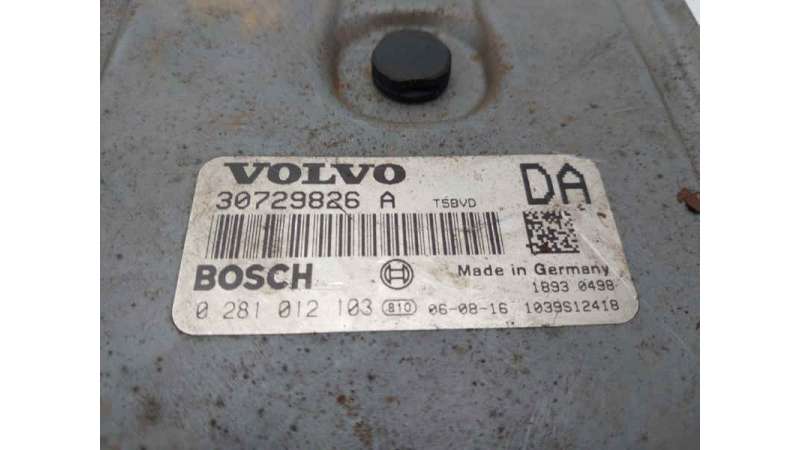 VOLVO DA
30729826 A T5BVD
BOSCH Made in Germany
1893 0498
0 281 012 103 810 06-08-16 1039S12418